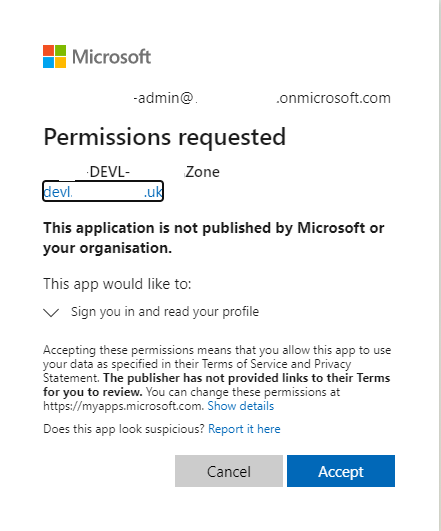 Microsoft
-admin@ .onmicrosoft.com
Permissions requested
-DEVL- Zone
devl. .uk
This application is not published by Microsoft or
your organisation.
This app would like to:
Sign you in and read your profile
Accepting these permissions means that you allow this app to use
your data as specified in their Terms of Service and Privacy
Statement. The publisher has not provided links to their Terms
for you to review. You can change these permissions at
https://myapps.microsoft.com. Show details
Does this app look suspicious? Report it here
Cancel Accept